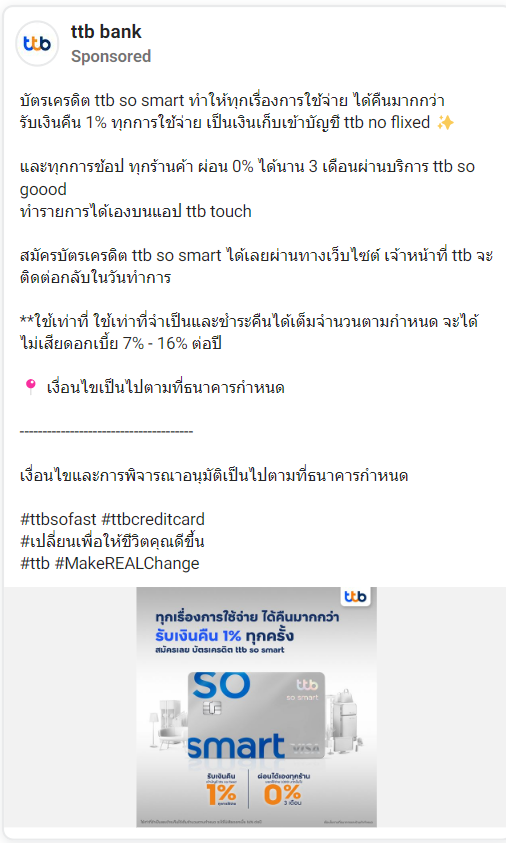 ttb bank
Sponsored
บัตรเครดิต ttb so smart ทำให้ทุกเรื่องการใช้จ่าย ได้คืนมากกว่า
รับเงินคืน 1% ทุกการใช้จ่าย เป็นเงินเก็บเข้าบัญชี ttb no flixed ✨
และทุกการช้อป ทุกร้านค้า ผ่อน 0% ได้นาน 3 เดือนผ่านบริการ ttb so
goood
ทำรายการได้เองบนแอป ttb touch
สมัครบัตรเครดิต ttb so smart ได้เลยผ่านทางเว็บไซต์ เจ้าหน้าที่ ttb จะ
ติดต่อกลับในวันทำการ
**ใช้เท่าที่ ใช้เท่าที่จำเป็นและชำระคืนได้เต็มจำนวนตามกำหนด จะได้
ไม่เสียดอกเบี้ย 7% - 16% ต่อปี
📍 เงื่อนไขเป็นไปตามที่ธนาคารกำหนด
--------------------------------------
เงื่อนไขและการพิจารณาอนุมัติเป็นไปตามที่ธนาคารกำหนด
#ttbsofast #ttbcreditcard
#เปลี่ยนเพื่อให้ชีวิตคุณดีขึ้น
#ttb #MakeREALChange
ttb
ทุกเรื่องการใช้จ่าย ได้คืนมากกว่า
รับเงินคืน 1% ทุกครั้ง
สมัครเลย บัตรเครดิต ttb so smart
so
ttb
so smart
smart
VISA
รับเงินคืน
1%
ผ่อนได้เองทุกร้าน
0%
3 เดือน